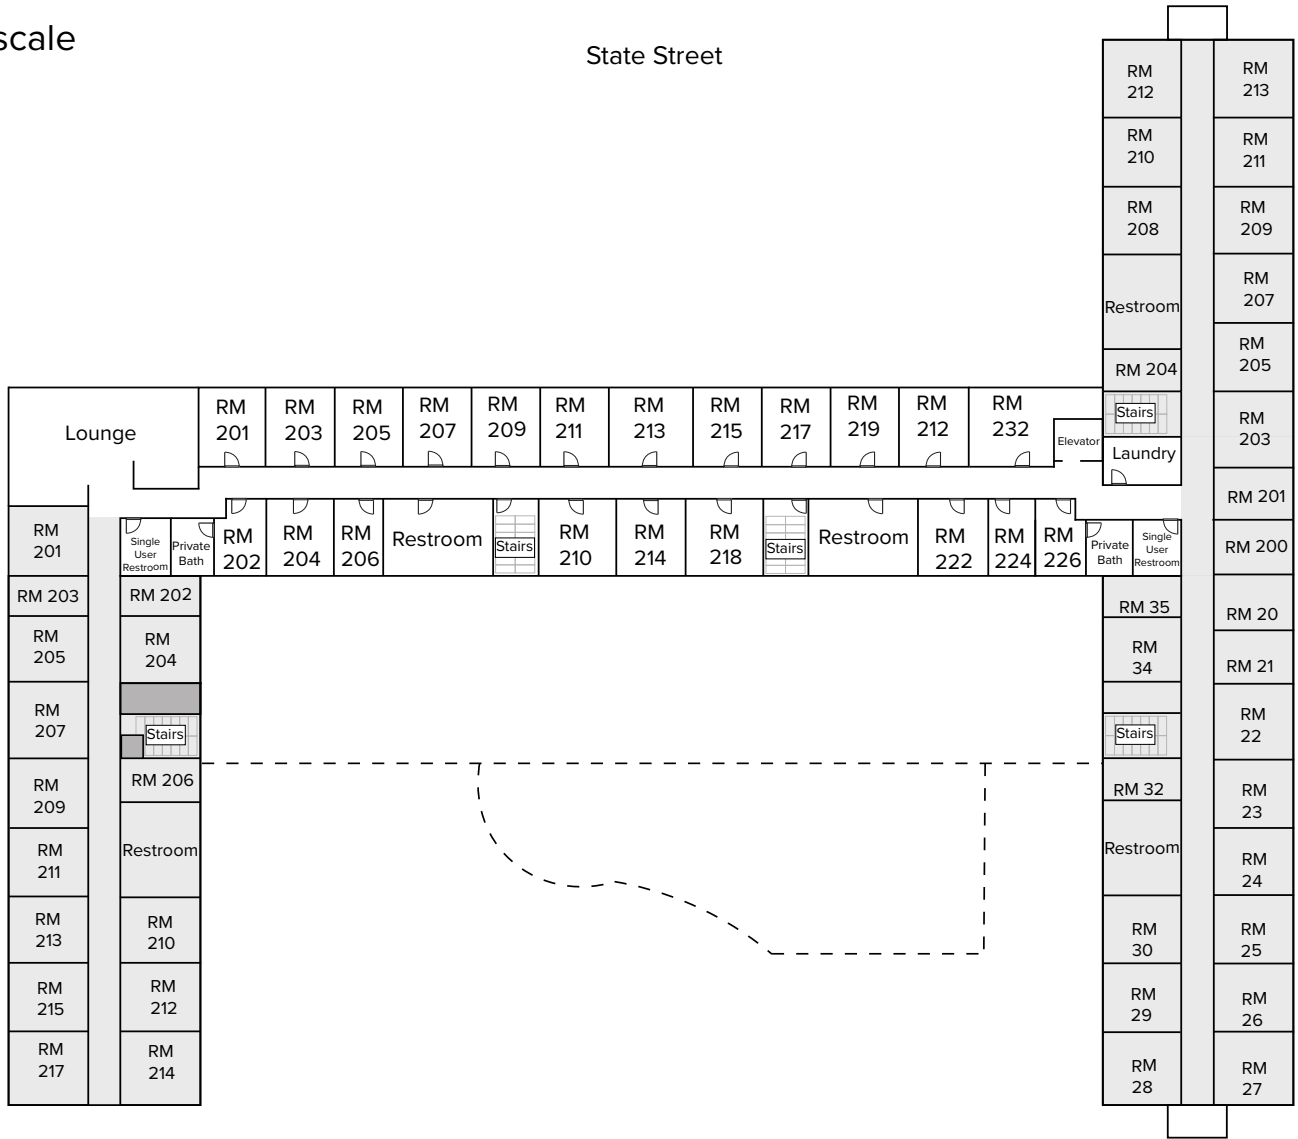 scale
State Street
RM
212
RM
213
RM
210
RM
211
RM
208
RM
209
Restroom
RM
207
RM
205
RM 204
Stairs
RM
203
Laundry
RM 201
RM 200
Lounge
RM
201
RM
203
RM
205
RM
207
RM
209
RM
211
RM
213
RM
215
RM
217
RM
219
RM
212
RM
232
Elevator
Single
User
Restroom
Private
Bath
RM
202
RM
204
RM
206
Restroom
Stairs
RM
210
RM
214
RM
218
Stairs
Restroom
RM
222
RM
224
RM
226
Private
Bath
Single
User
Restroom
RM
201
RM 203
RM 202
RM
205
RM
204
RM
207
Stairs
RM
209
RM 206
RM
211
Restroom
RM
213
RM
210
RM
215
RM
212
RM
217
RM
214
RM 35
RM 20
RM
34
RM 21
Stairs
RM
22
RM 32
RM
23
Restroom
RM
24
RM
30
RM
25
RM
29
RM
26
RM
28
RM
27